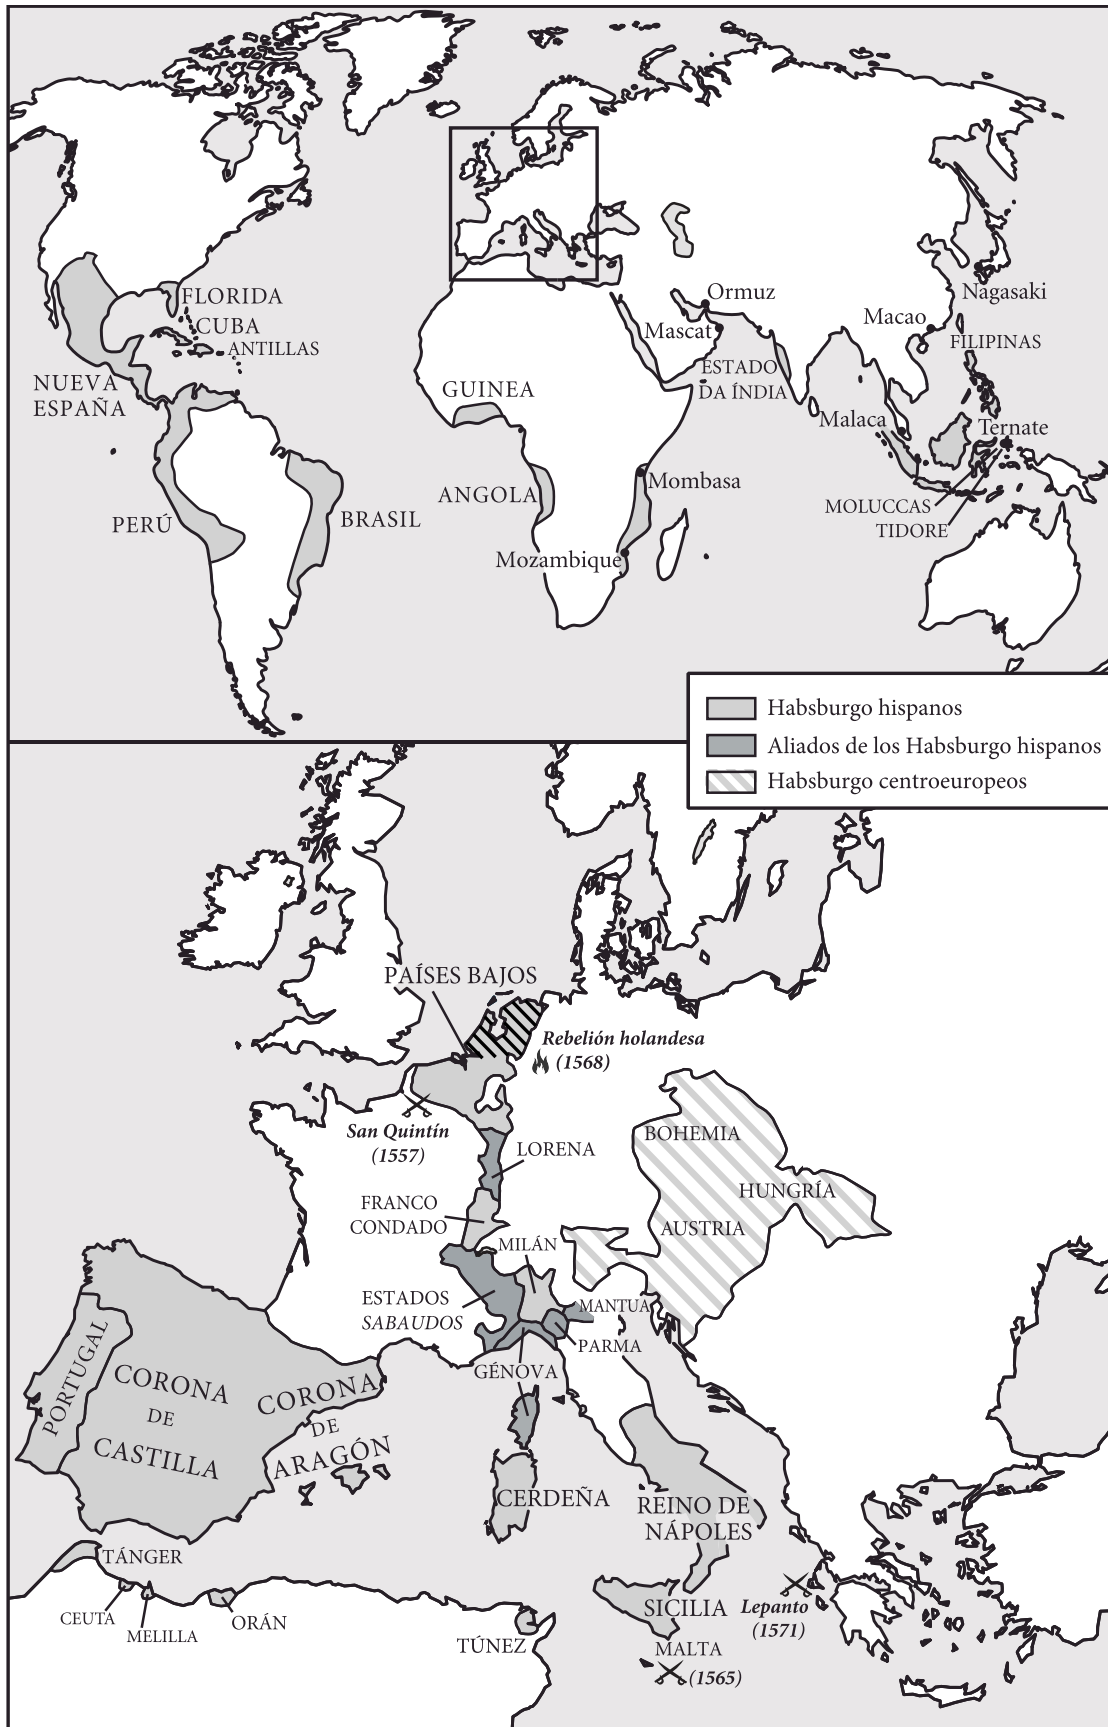 FLORIDA
CUBA
ANTILLAS
NUEVA
ESPAÑA
PERÚ
BRASIL
GUINEA
ANGOLA
Mozambique
Mombasa
Ormuz
Mascat
ESTADO
DA ÍNDIA
Macao
Nagasaki
FILIPINAS
Malaca
Ternate
MOLUCCAS
TIDORE
Habsburgo hispanos
Aliados de los Habsburgo hispanos
Habsburgo centroeuropeos
PAÍSES BAJOS
Rebelión holandesa
(1568)
San Quintín
(1557)
LORENA
FRANCO
CONDADO
MILÁN
ESTADOS
SABAUDOS
MANTUA
PARMA
GÉNOVA
BOHEMIA
HUNGRÍA
AUSTRIA
PORTUGAL
CORONA
DE
CASTILLA
CORONA
DE
ARAGÓN
CERDEÑA
REINO DE
NÁPOLES
SICILIA
Lepanto
(1571)
MALTA
(1565)
TÁNGER
CEUTA
MELILLA
ORÁN
TÚNEZ